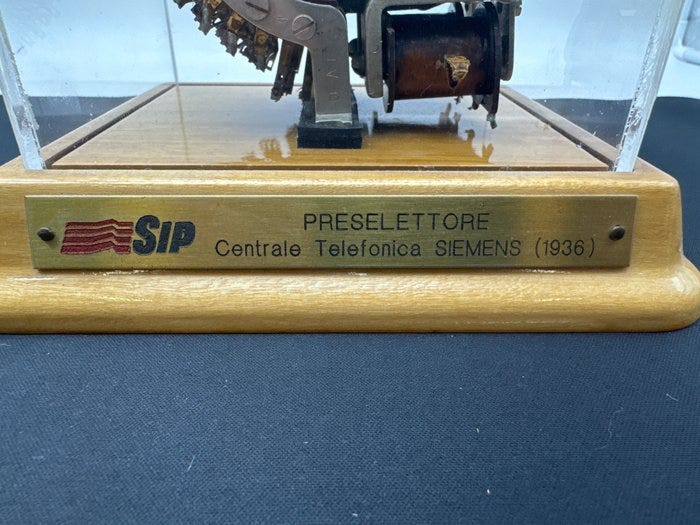 SIP
PRESELETTORE
Centrale Telefonica SIEMENS (1936)